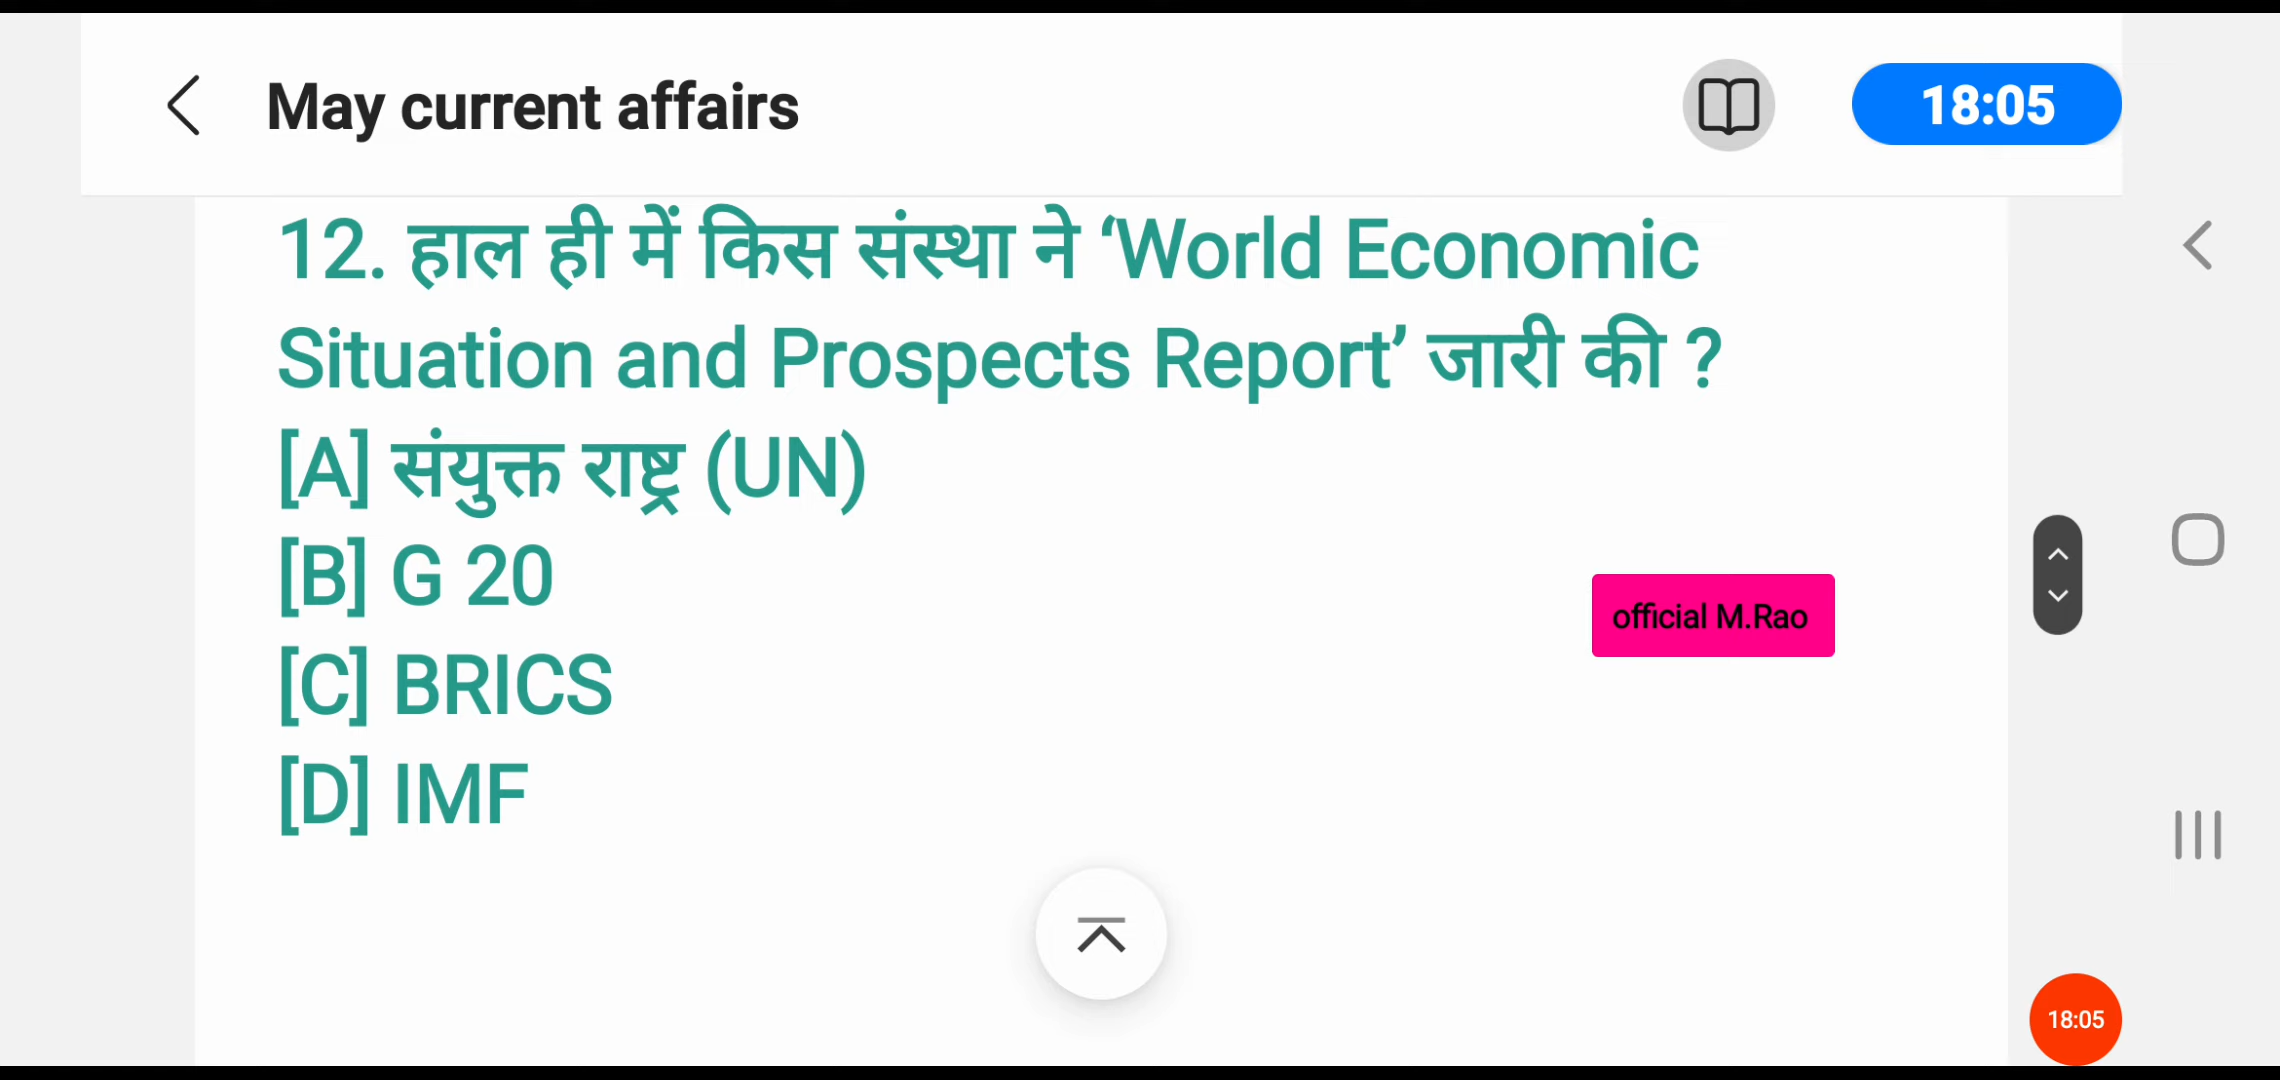 May current affairs
18:05
12. हाल ही में किस संस्था ने ‘World Economic
Situation and Prospects Report’ जारी की ?
[A] संयुक्त राष्ट्र (UN)
[B] G 20
official M.Rao
[C] BRICS
[D] IMF
18:05